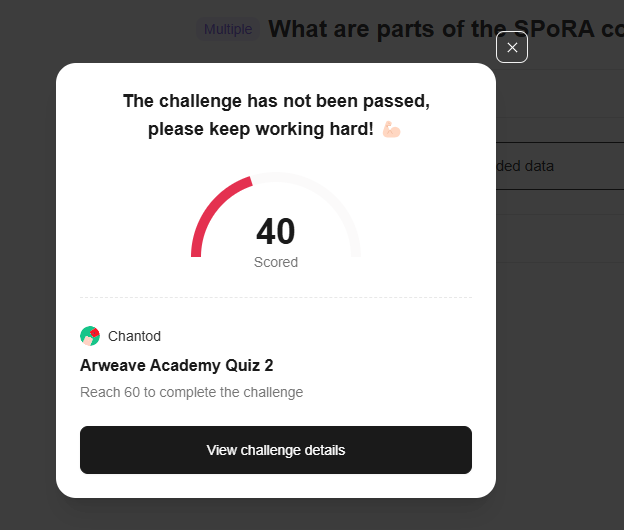 Multiple What are parts of the SPoRA co
The challenge has not been passed,
please keep working hard! 💪🏻
ded data
40
Scored
Chantod
Arweave Academy Quiz 2
Reach 60 to complete the challenge
View challenge details